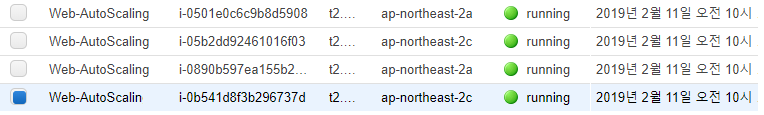 Web-AutoScaling i-0501e0c6c9b8d5908 t2.... ap-northeast-2a running 2019년 2월 11일 오전 10시
Web-AutoScaling i-05b2dd92461016f03 t2.... ap-northeast-2c running 2019년 2월 11일 오전 10시
Web-AutoScaling i-0890b597ea155b2... t2.... ap-northeast-2a running 2019년 2월 11일 오전 10시
Web-AutoScalin i-0b541d8f3b296737d t2.... ap-northeast-2c running 2019년 2월 11일 오전 10시